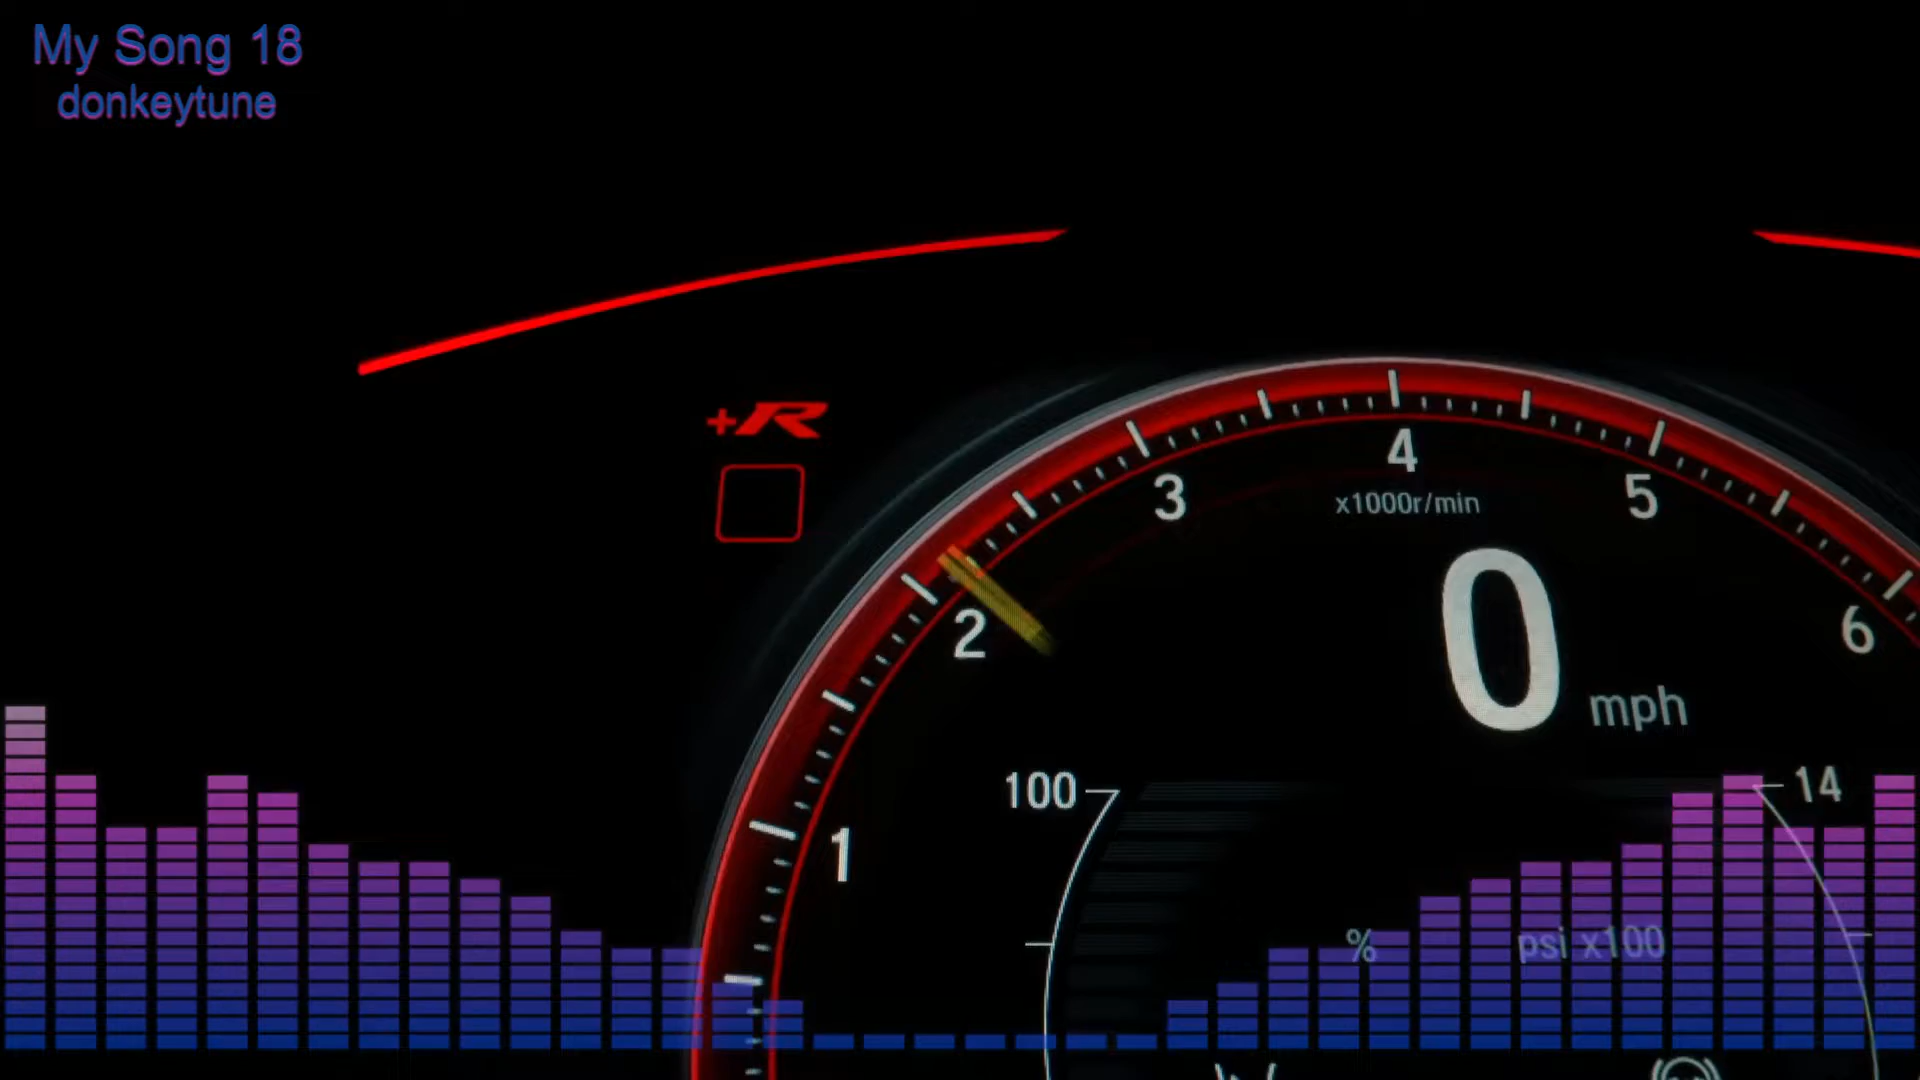 My Song 18
donkeytune
+R
4
3
5
x1000r/min
2
6
0 mph
100
14
1
% psi x100